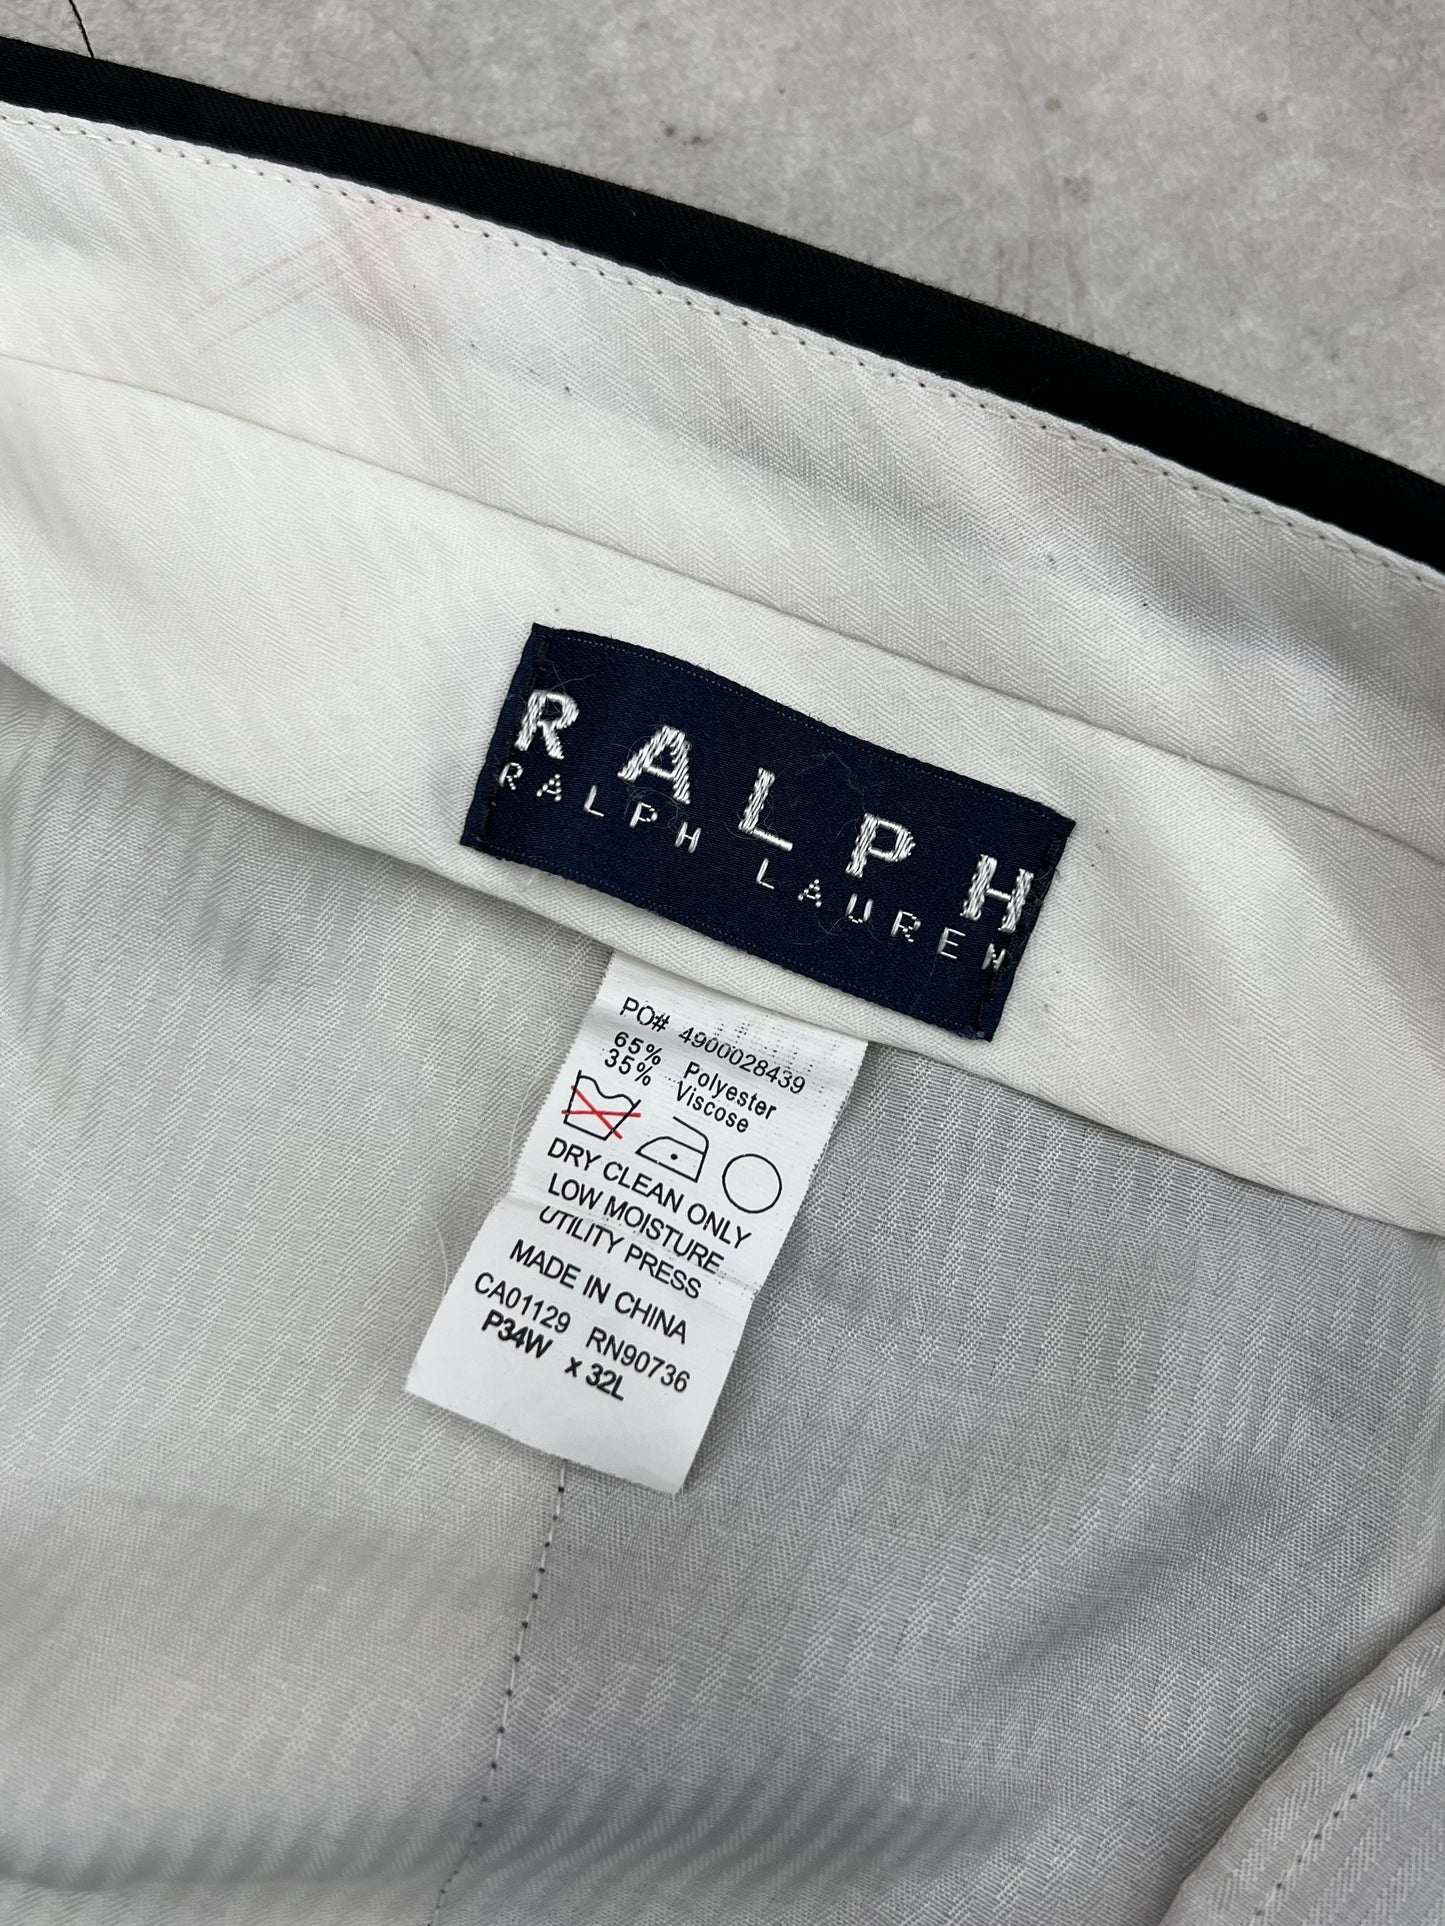 RALPH
RALPH LAUREN
PO# 4900028439
65% Polyester
35% Viscose
DRY CLEAN ONLY
LOW MOISTURE
UTILITY PRESS
MADE IN CHINA
CA01129 RN90736
P34W x 32L